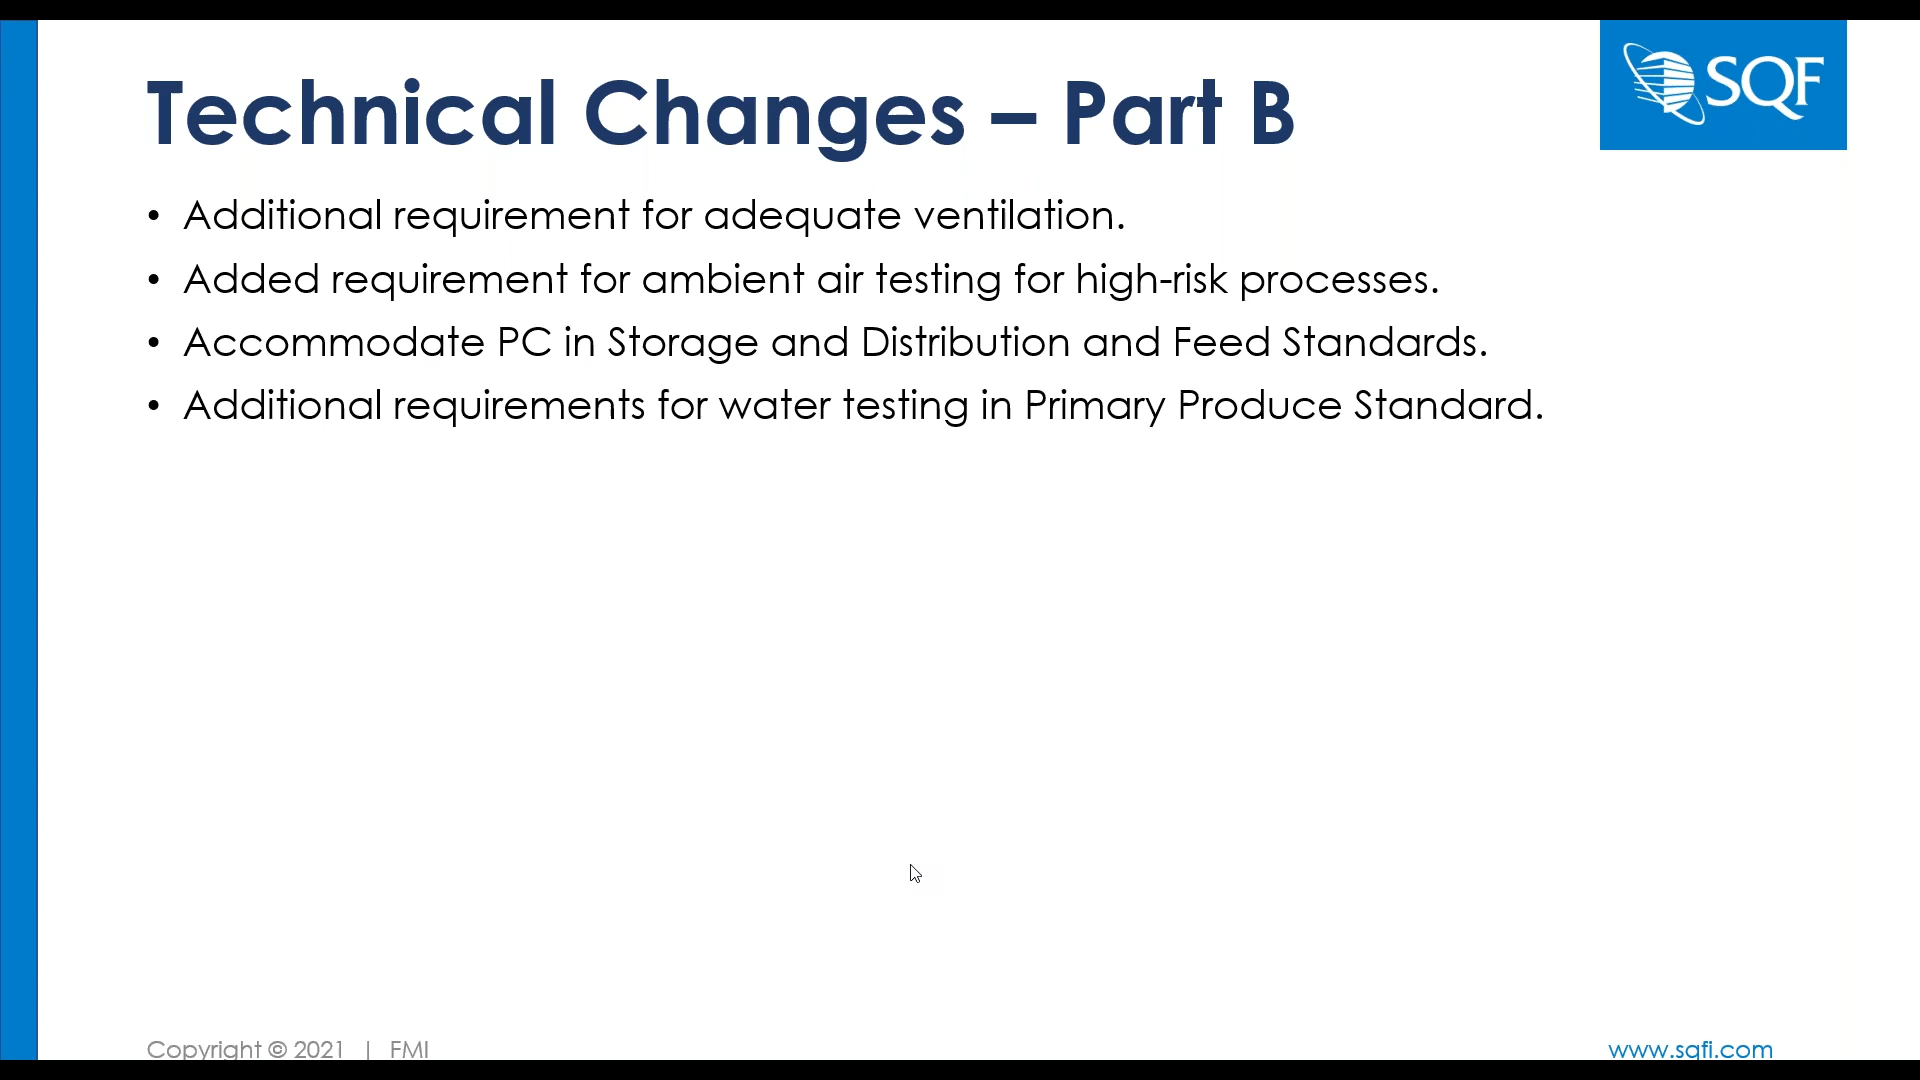 Technical Changes – Part B
SQF
• Additional requirement for adequate ventilation.
• Added requirement for ambient air testing for high-risk processes.
• Accommodate PC in Storage and Distribution and Feed Standards.
• Additional requirements for water testing in Primary Produce Standard.
Copyright © 2021 | FMI
www.sqfi.com